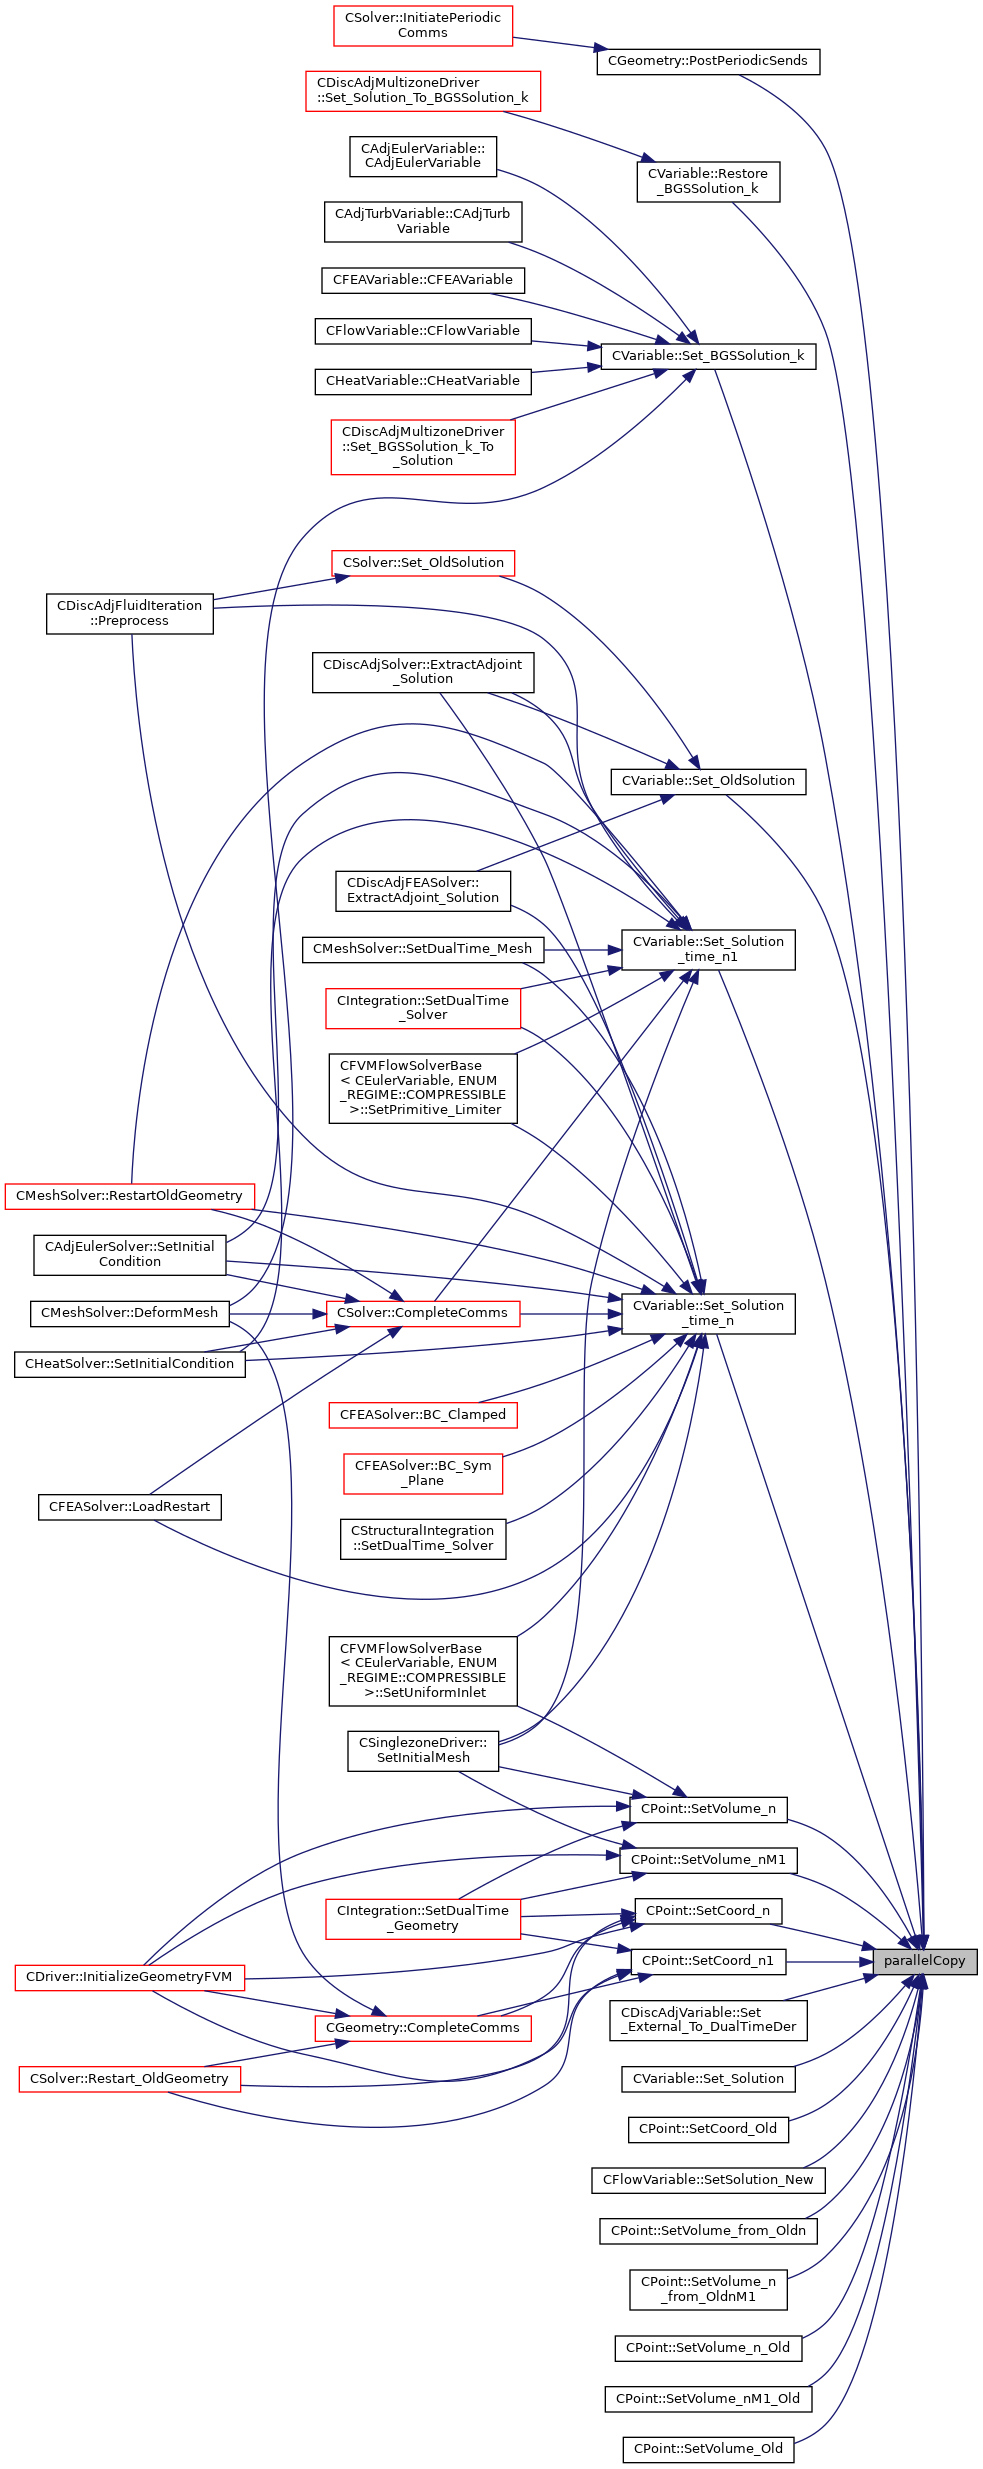 CSolver::InitiatePeriodic
Comms
CGeometry::PostPeriodicSends
CDiscAdjMultizoneDriver
::Set_Solution_To_BGSSolution_k
CAdjEulerVariable::
CAdjEulerVariable
CVariable::Restore
_BGSSolution_k
CAdjTurbVariable::CAdjTurb
Variable
CFEAVariable::CFEAVariable
CFlowVariable::CFlowVariable
CVariable::Set_BGSSolution_k
CHeatVariable::CHeatVariable
CDiscAdjMultizoneDriver
::Set_BGSSolution_k_To
_Solution
CSolver::Set_OldSolution
CDiscAdjFluidIteration
::Preprocess
CDiscAdjSolver::ExtractAdjoint
_Solution
CVariable::Set_OldSolution
CDiscAdjFEASolver::
ExtractAdjoint_Solution
CMeshSolver::SetDualTime_Mesh
CVariable::Set_Solution
_time_n1
CIntegration::SetDualTime
_Solver
CFVMFlowSolverBase
< CEulerVariable, ENUM
_REGIME::COMPRESSIBLE
>::SetPrimitive_Limiter
CMeshSolver::RestartOldGeometry
CAdjEulerSolver::SetInitial
Condition
CMeshSolver::DeformMesh
CSolver::CompleteComms
CVariable::Set_Solution
_time_n
CHeatSolver::SetInitialCondition
CFEASolver::BC_Clamped
CFEASolver::BC_Sym
_Plane
CFEASolver::LoadRestart
CStructuralIntegration
::SetDualTime_Solver
CFVMFlowSolverBase
< CEulerVariable, ENUM
_REGIME::COMPRESSIBLE
>::SetUniformInlet
CSinglezoneDriver::
SetInitialMesh
CPoint::SetVolume_n
CPoint::SetVolume_nM1
CIntegration::SetDualTime
_Geometry
CPoint::SetCoord_n
CPoint::SetCoord_n1
parallelCopy
CDriver::InitializeGeometryFVM
CGeometry::CompleteComms
CDiscAdjVariable::Set
_External_To_DualTimeDer
CSolver::Restart_OldGeometry
CVariable::Set_Solution
CPoint::SetCoord_Old
CFlowVariable::SetSolution_New
CPoint::SetVolume_from_Oldn
CPoint::SetVolume_n
_from_OldnM1
CPoint::SetVolume_n_Old
CPoint::SetVolume_nM1_Old
CPoint::SetVolume_Old